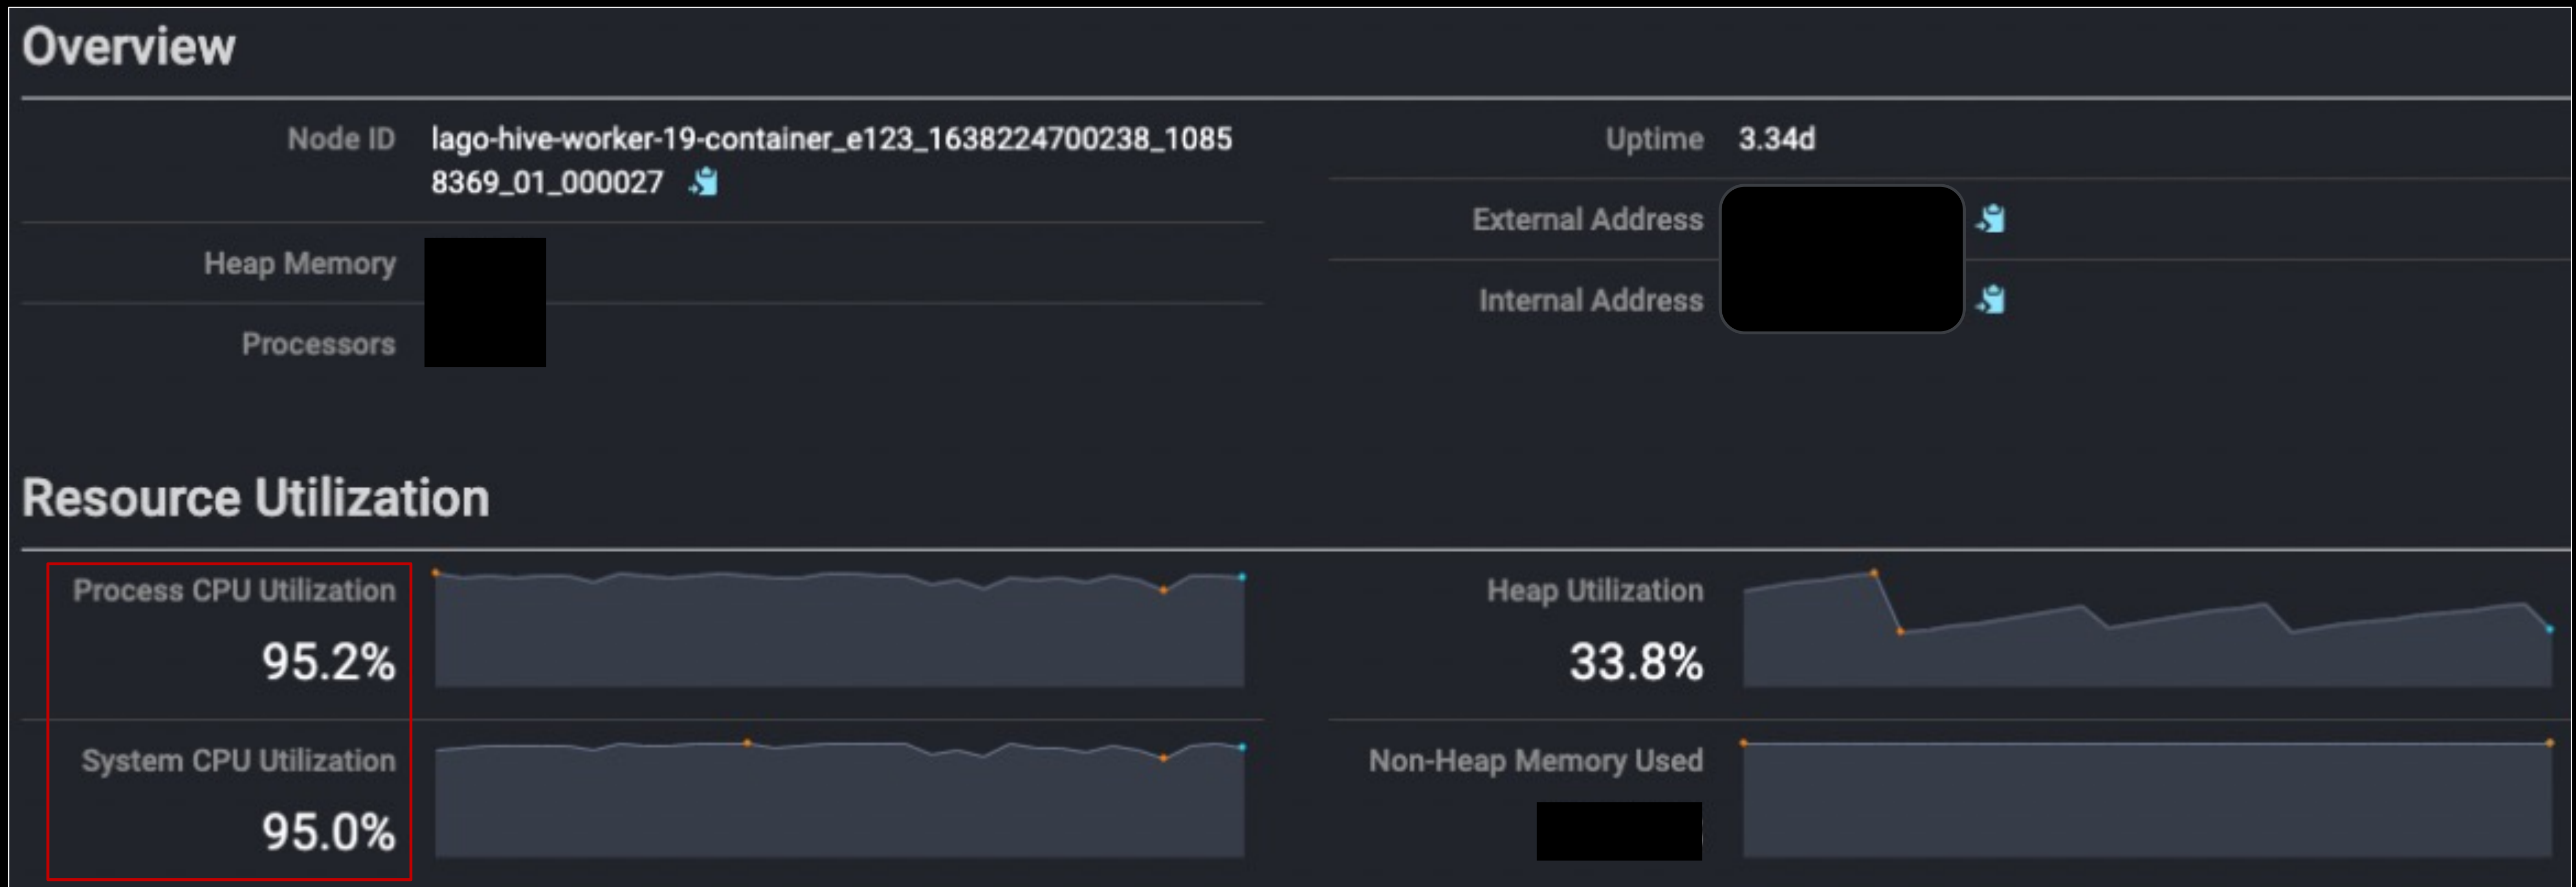 Overview
Node ID lago-hive-worker-19-container_e123_1638224700238_1085
8369_01_000027
Heap Memory
Processors
Uptime 3.34d
External Address
Internal Address
Resource Utilization
Process CPU Utilization
95.2%
System CPU Utilization
95.0%
Heap Utilization
33.8%
Non-Heap Memory Used